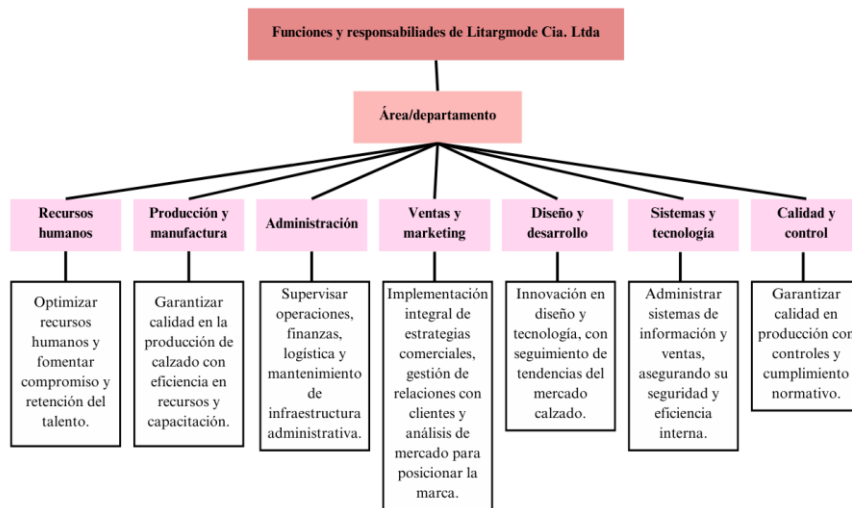 Funciones y responsabiliades de Litargmode Cia. Ltda
Área/departamento
Recursos
humanos
Optimizar
recursos
humanos y
fomentar
compromiso y
retención del
talento.
Producción y
manufactura
Garantizar
calidad en la
producción de
calzado con
eficiencia en
recursos y
capacitación.
Administración
Supervisar
operaciones,
finanzas,
logística y
mantenimiento
de
infraestructura
administrativa.
Ventas y
marketing
Implementación
integral de
estrategias
comerciales,
gestión de
relaciones con
clientes y
análisis de
mercado para
posicionar la
marca.
Diseño y
desarrollo
Innovación en
diseño y
tecnología, con
seguimiento de
tendencias del
mercado
calzado.
Sistemas y
tecnología
Administrar
sistemas de
información y
ventas,
asegurando su
seguridad y
eficiencia
interna.
Calidad y
control
Garantizar
calidad en
producción con
controles y
cumplimiento
normativo.